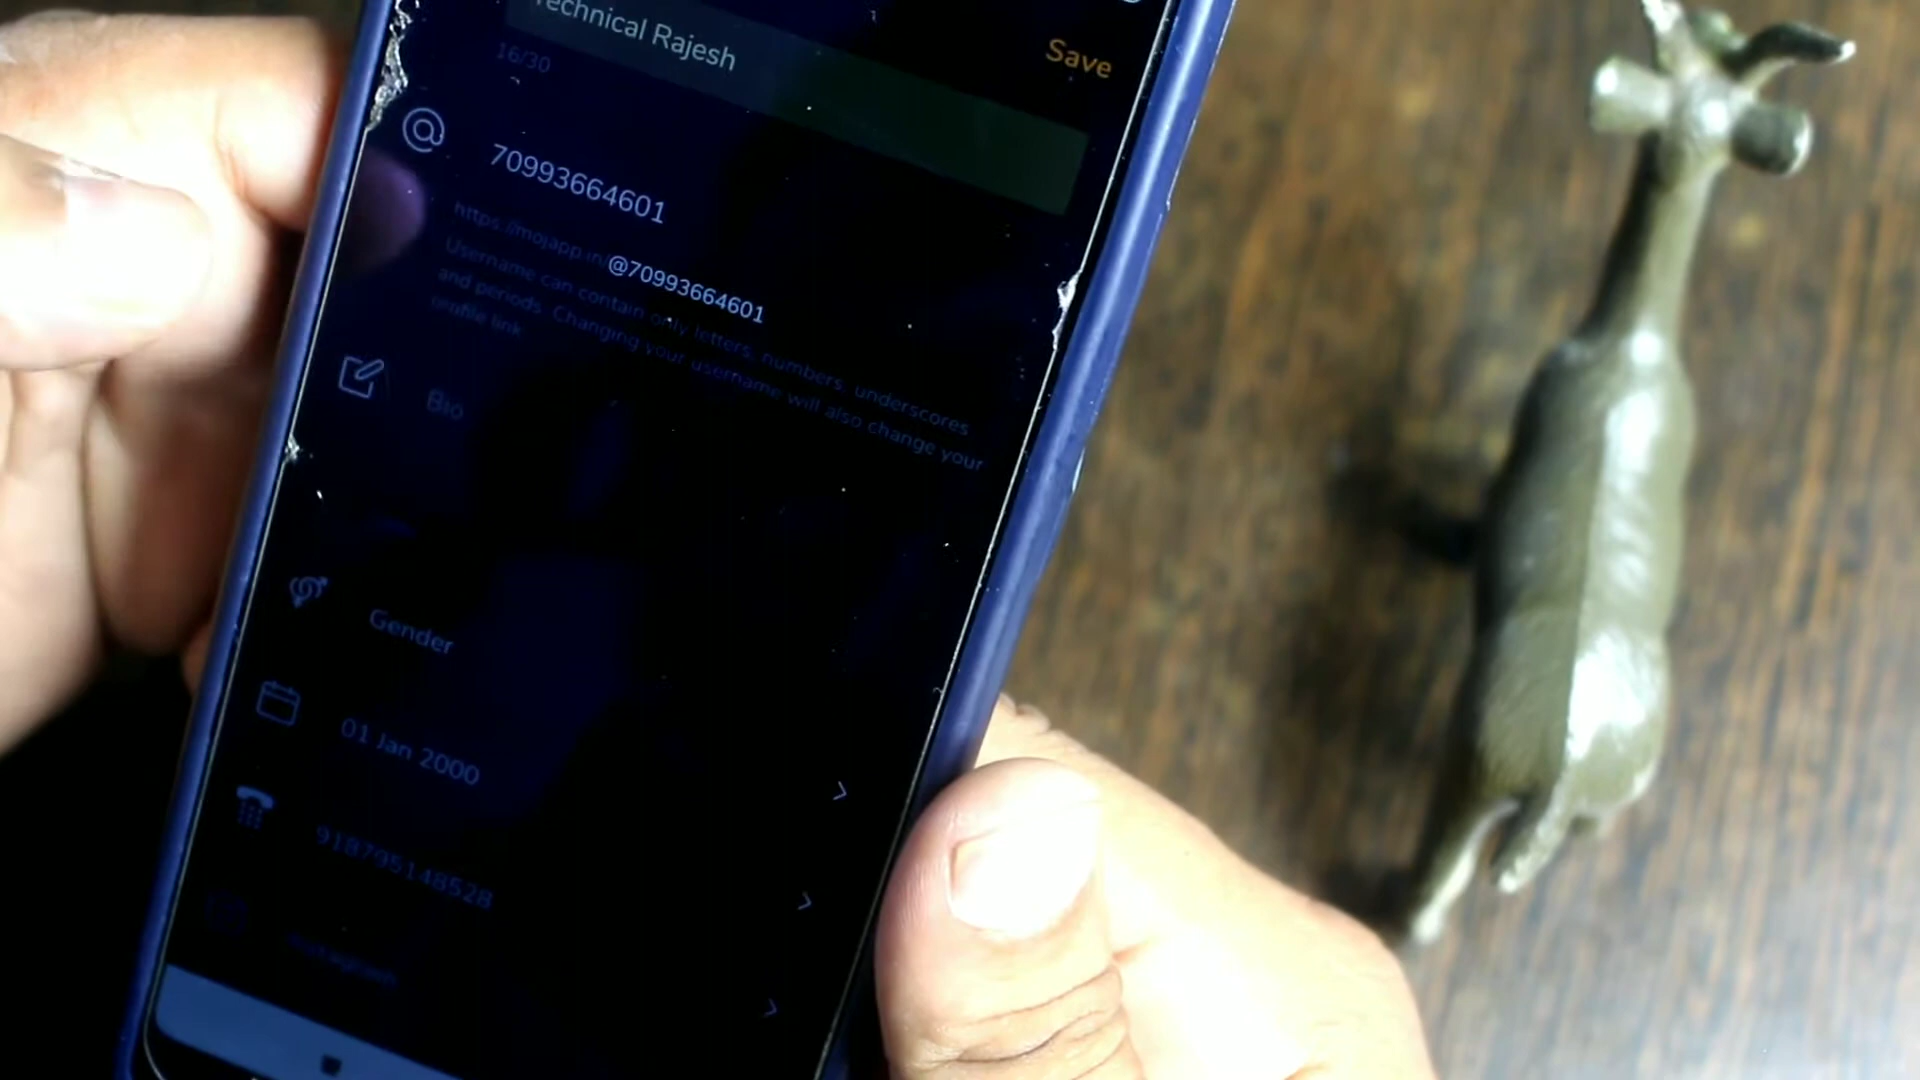 Technical Rajesh
Save
16/30
70993664601
https://mojapp.in/@70993664601
Username can contain only letters, numbers, underscores
and periods. Changing your username will also change your
profile link
Bio
Gender
01 Jan 2000
918795148528
Instagram